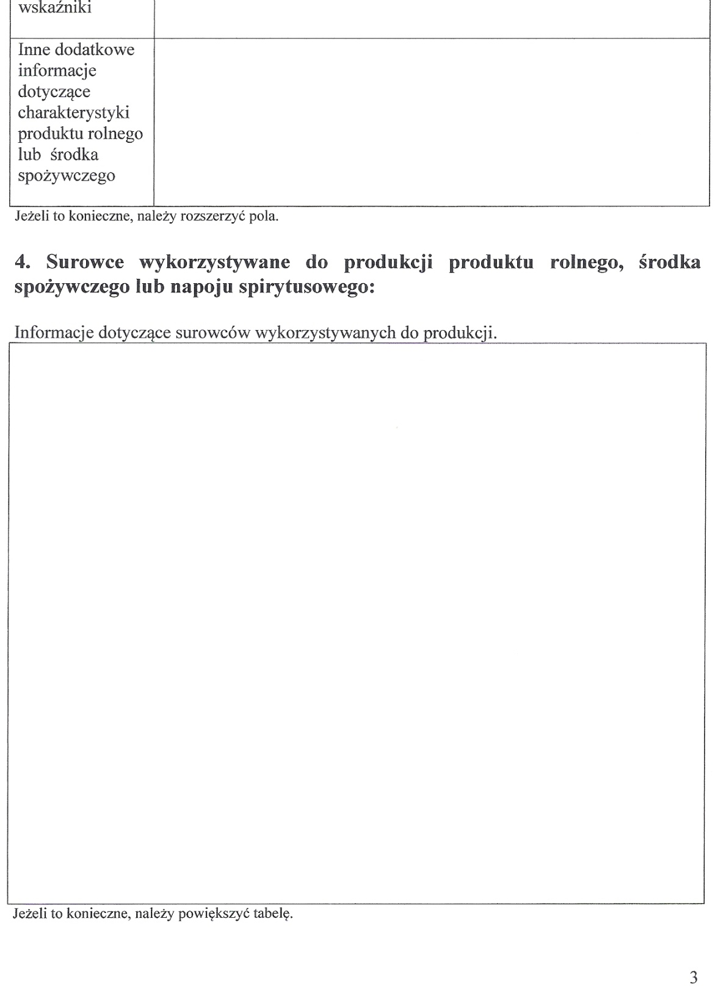 wskaźniki
Inne dodatkowe
informacje
dotyczące
charakterystyki
produktu rolnego
lub środka
spożywczego
Jeżeli to konieczne, należy rozszerzyć pola.
4. Surowce wykorzystywane do produkcji produktu rolnego, środka
spożywczego lub napoju spirytusowego:
Informacje dotyczące surowców wykorzystywanych do produkcji.
Jeżeli to konieczne, należy powiększyć tabelę.
3